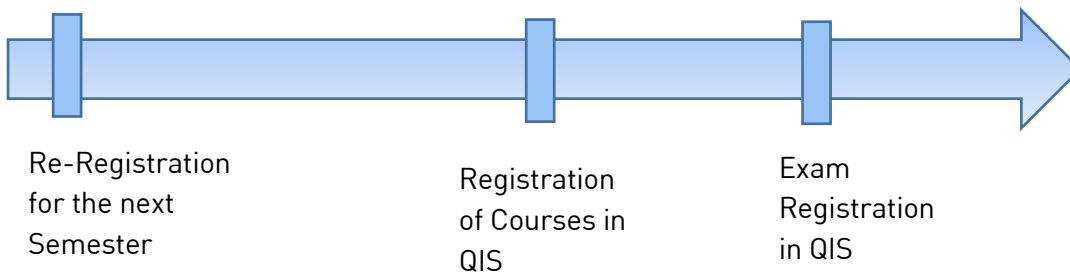 Re-Registration
for the next
Semester
Registration
of Courses in
QIS
Exam
Registration
in QIS